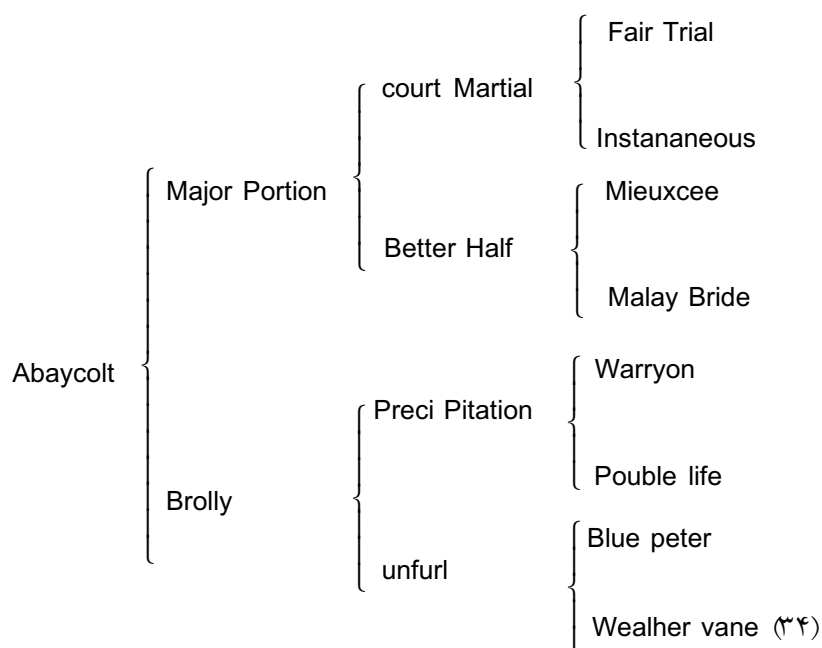 Fair Trial
court Martial
Instananeous
Major Portion
Mieuxcee
Better Half
Malay Bride
Abaycolt
Warryon
Preci Pitation
Pouble life
Brolly
Blue peter
unfurl
Wealher vane (۳۴)